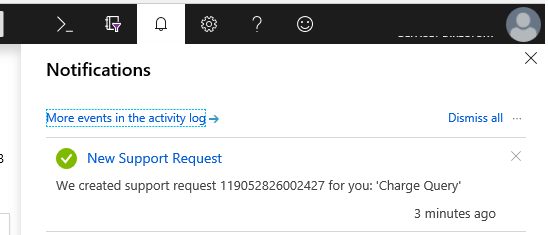 Notifications
More events in the activity log →
Dismiss all ...
New Support Request
We created support request 119052826002427 for you: 'Charge Query'
3 minutes ago